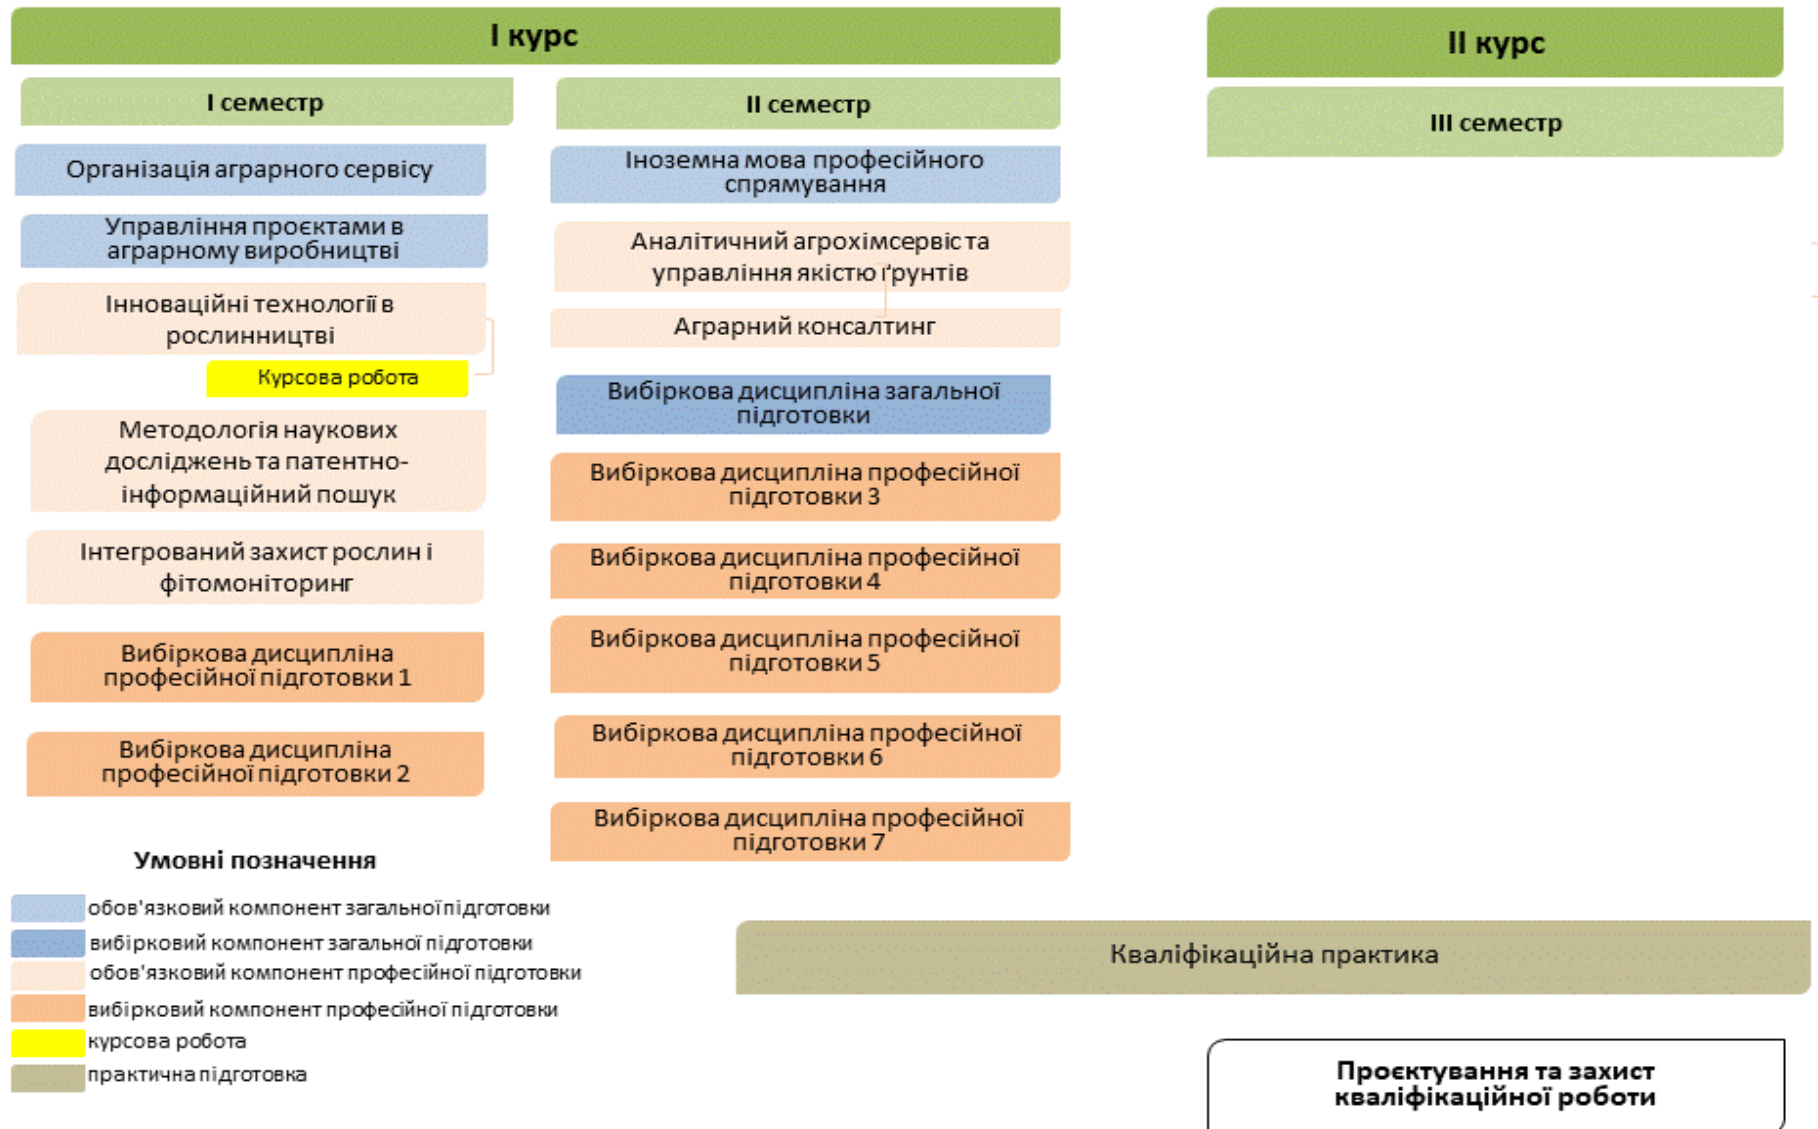 І курс
І семестр
Організація аграрного сервісу
Управління проєктами в
аграрному виробництві
Інноваційні технології в
рослинництві
Курсова робота
Методологія наукових
досліджень та патентно-
інформаційний пошук
Інтегрований захист рослин і
фітомоніторинг
Вибіркова дисципліна
професійної підготовки 1
Вибіркова дисципліна
професійної підготовки 2
ІІ семестр
Іноземна мова професійного
спрямування
Аналітичний агрохімсервіс та
управління якістю ґрунтів
Аграрний консалтинг
Вибіркова дисципліна загальної
підготовки
Вибіркова дисципліна професійної
підготовки 3
Вибіркова дисципліна професійної
підготовки 4
Вибіркова дисципліна професійної
підготовки 5
Вибіркова дисципліна професійної
підготовки 6
Вибіркова дисципліна професійної
підготовки 7
ІІ курс
ІІІ семестр
Умовні позначення
обов'язковий компонент загальної підготовки
вибірковий компонент загальної підготовки
обов'язковий компонент професійної підготовки
вибірковий компонент професійної підготовки
курсова робота
практична підготовка
Кваліфікаційна практика
Проєктування та захист
кваліфікаційної роботи